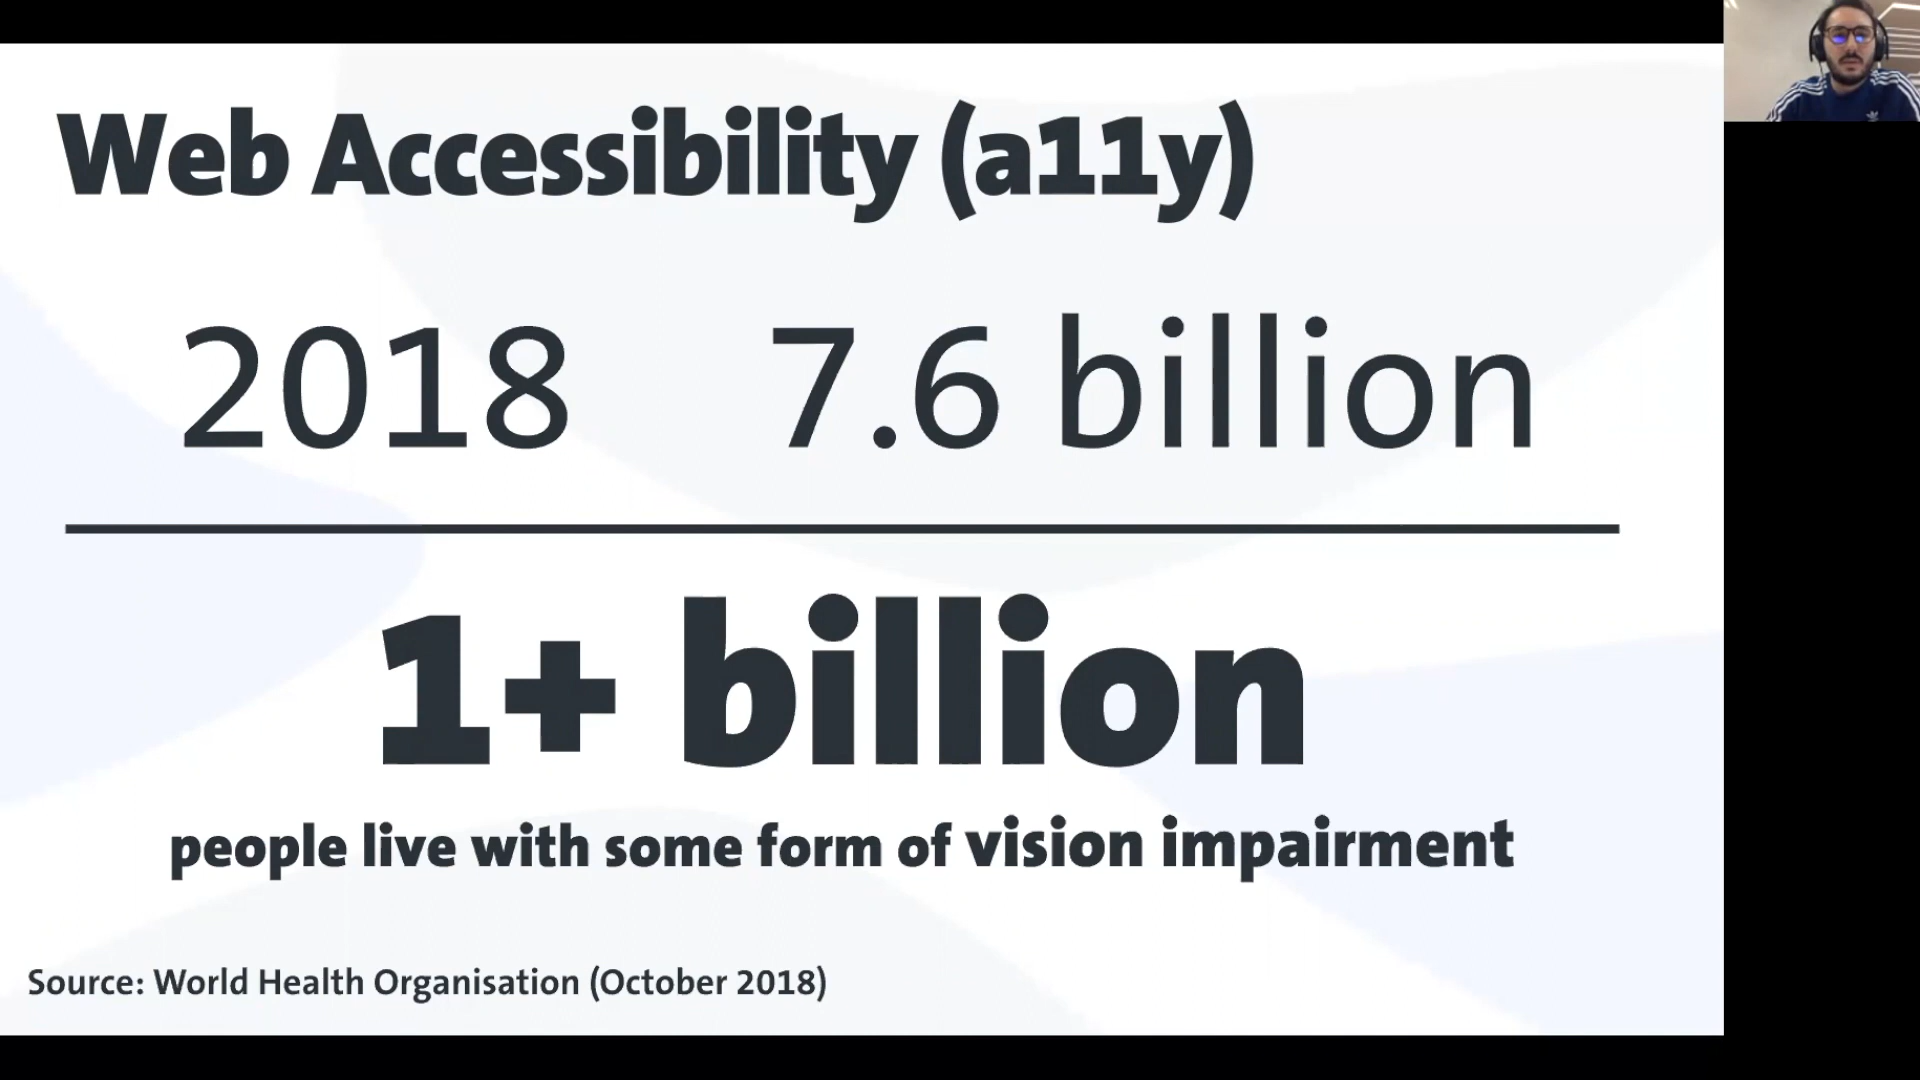 Web Accessibility (a11y)
2018 7.6 billion
1+ billion
people live with some form of vision impairment
Source: World Health Organisation (October 2018)